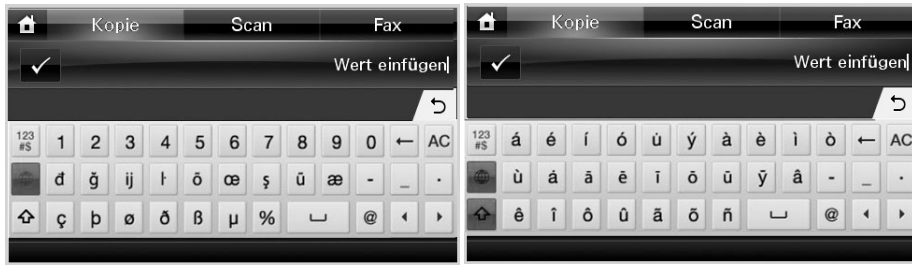 Kopie Scan Fax
Wert einfügen
123 #$ 1 2 3 4 5 6 7 8 9 0 ← AC
đ ğ ij ŀ õ œ ş ū æ - _ ·
ç þ ø ð ß µ % @
Kopie Scan Fax
Wert einfügen
123 #$ á é í ó ú ý à è ì ò ← AC
ù ȧ ā ē ī ō ū ȳ â - _ ·
ê î ô û ã õ ñ @